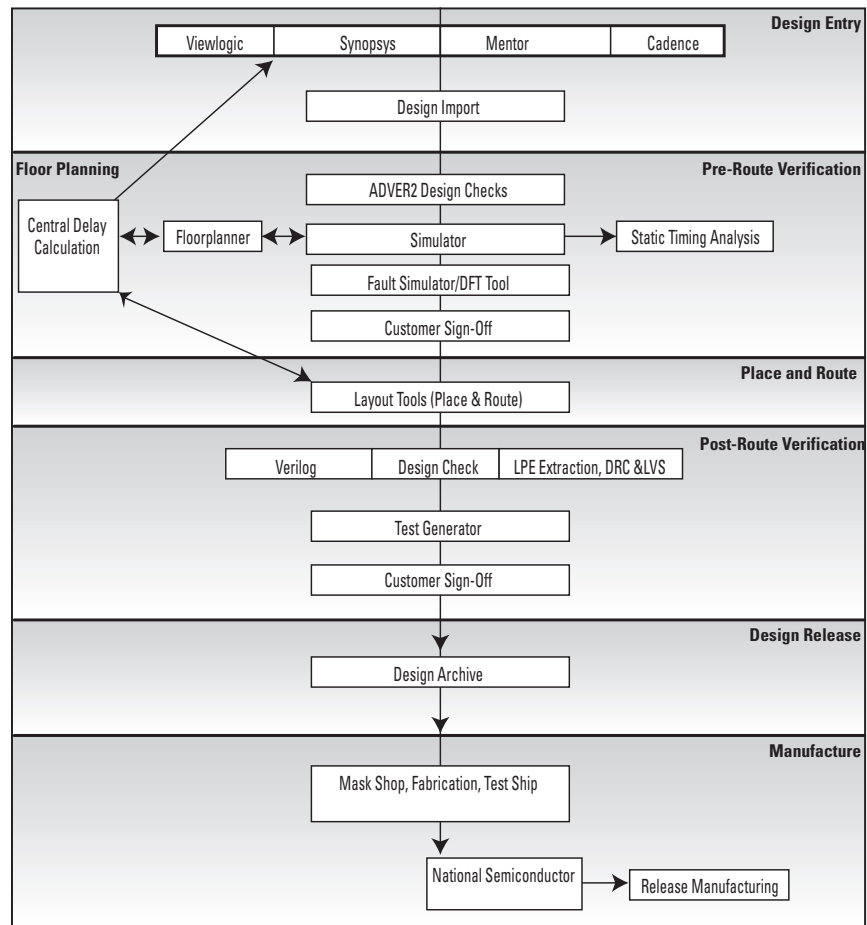 Design Entry
Viewlogic
Synopsys
Mentor
Cadence
Design Import
Floor Planning
Pre-Route Verification
ADVER2 Design Checks
Central Delay
Calculation
Floorplanner
Simulator
Static Timing Analysis
Fault Simulator/DFT Tool
Customer Sign-Off
Place and Route
Layout Tools (Place & Route)
Post-Route Verification
Verilog
Design Check
LPE Extraction, DRC &LVS
Test Generator
Customer Sign-Off
Design Release
Design Archive
Manufacture
Mask Shop, Fabrication, Test Ship
National Semiconductor
Release Manufacturing